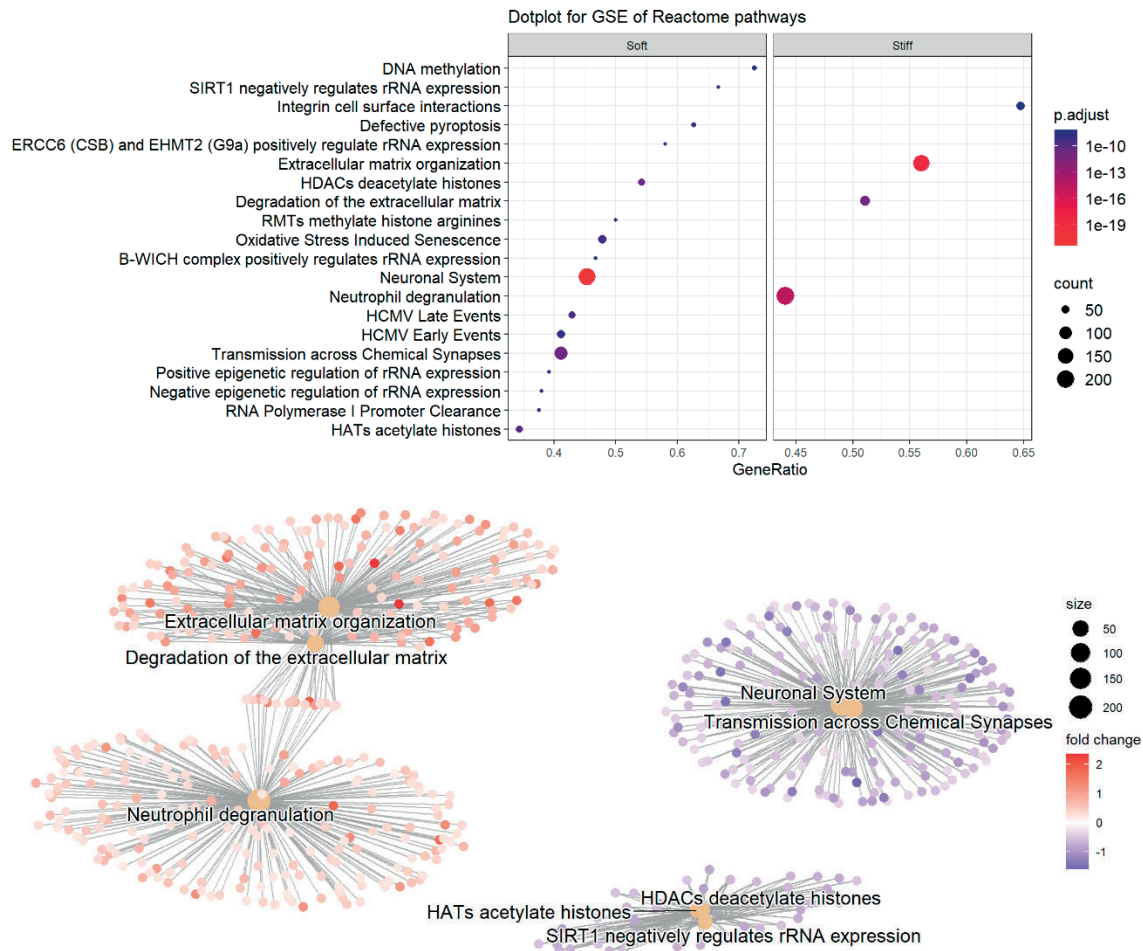 Dotplot for GSE of Reactome pathways
Soft
Stiff
DNA methylation
SIRT1 negatively regulates rRNA expression
Integrin cell surface interactions
Defective pyroptosis
ERCC6 (CSB) and EHMT2 (G9a) positively regulate rRNA expression
Extracellular matrix organization
HDACs deacetylate histones
Degradation of the extracellular matrix
RMTs methylate histone arginines
Oxidative Stress Induced Senescence
B-WICH complex positively regulates rRNA expression
Neuronal System
Neutrophil degranulation
HCMV Late Events
HCMV Early Events
Transmission across Chemical Synapses
Positive epigenetic regulation of rRNA expression
Negative epigenetic regulation of rRNA expression
RNA Polymerase I Promoter Clearance
HATs acetylate histones
0.4 0.5 0.6 0.7
0.45 0.50 0.55 0.60 0.65
GeneRatio
p.adjust
1e-10
1e-13
1e-16
1e-19
count
50
100
150
200
Extracellular matrix organization
Degradation of the extracellular matrix
Neutrophil degranulation
Neuronal System
Transmission across Chemical Synapses
HDACs deacetylate histones
HATs acetylate histones
SIRT1 negatively regulates rRNA expression
size
50
100
150
200
fold change
2
1
0
-1